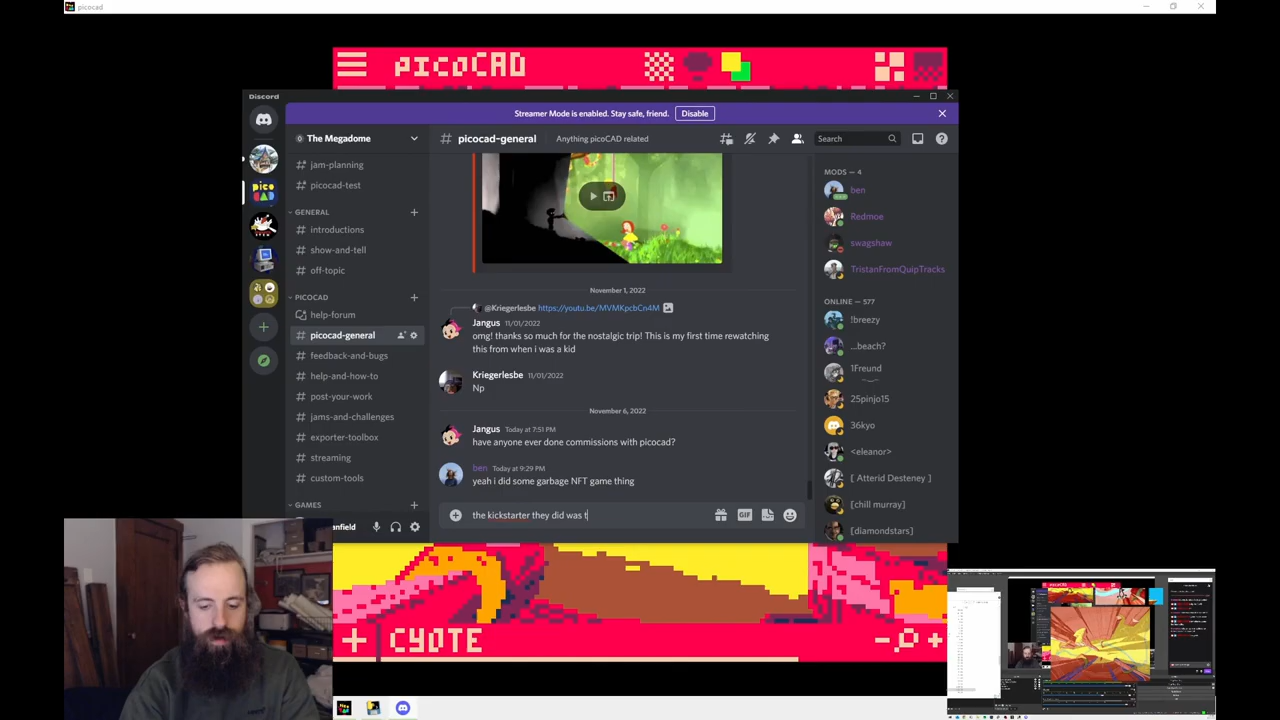 picocad
picoCAD
Discord
Streamer Mode is enabled. Stay safe, friend.
Disable
The Megadome
# picocad-general
Anything picoCAD related
Search
# jam-planning
# picocad-test
GENERAL
# introductions
# show-and-tell
# off-topic
PICOCAD
help-forum
# picocad-general
# feedback-and-bugs
# help-and-how-to
# post-your-work
# jams-and-challenges
# exporter-toolbox
# streaming
# custom-tools
GAMES
nfield
November 1, 2022
@Kriegerlesbe https://youtu.be/MVMKpcbCn4M
Jangus 11/01/2022
omg! thanks so much for the nostalgic trip! This is my first time rewatching
this from when i was a kid
Kriegerlesbe 11/01/2022
Np
November 6, 2022
Jangus Today at 7:51 PM
have anyone ever done commissions with picocad?
ben Today at 9:29 PM
yeah i did some garbage NFT game thing
the kickstarter they did was t
GIF
MODS — 4
ben
Redmoe
swagshaw
TristanFromQuipTracks
ONLINE — 577
!breezy
...beach?
1Freund
25pinjo15
36kyo
<eleanor>
[ Atterid Desteney ]
[chill murray]
[diamondstars]
+ CYOTE